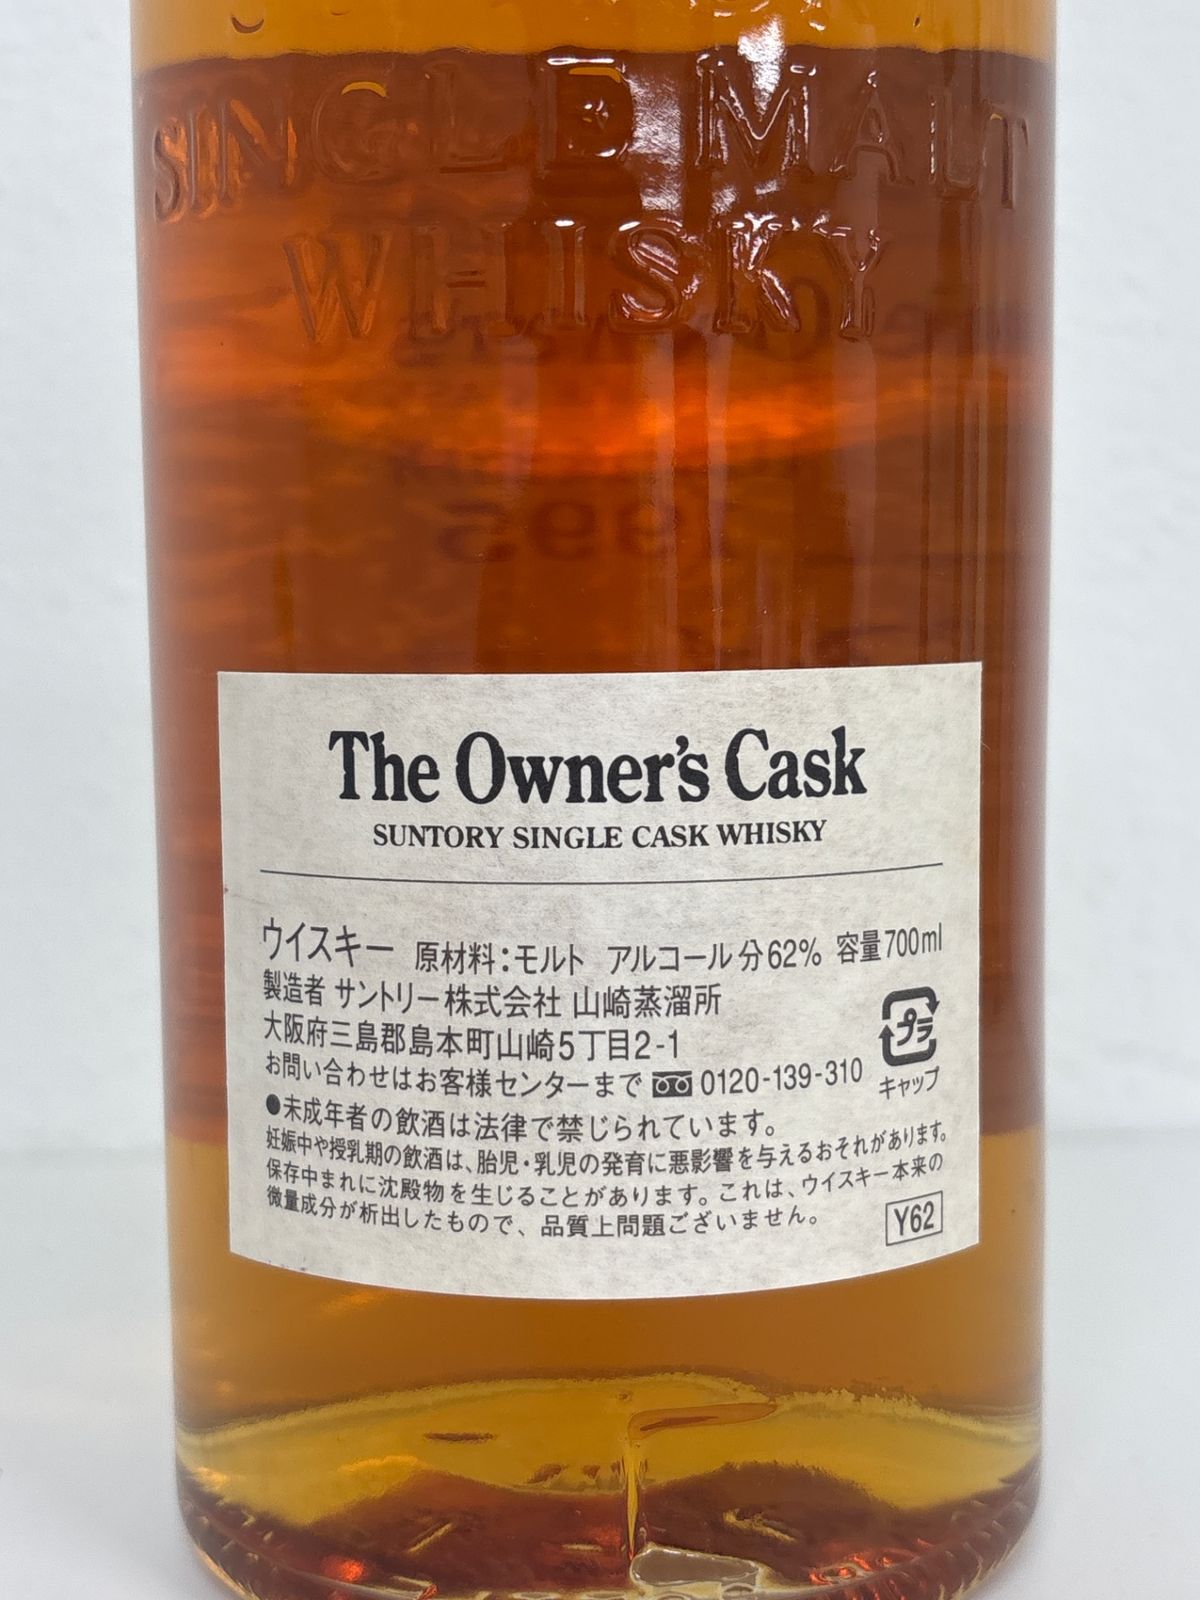 SINGLE MALT
WHISKY
1995
The Owner's Cask
SUNTORY SINGLE CASK WHISKY
ウイスキー 原材料：モルト アルコール分62% 容量700ml
製造者 サントリー株式会社 山崎蒸溜所
大阪府三島郡島本町山崎5丁目2-1
お問い合わせはお客様センターまで 0120-139-310
プラ
キャップ
●未成年者の飲酒は法律で禁じられています。
妊娠中や授乳期の飲酒は、胎児・乳児の発育に悪影響を与えるおそれがあります。
保存中まれに沈殿物を生じることがあります。これは、ウイスキー本来の
微量成分が析出したもので、品質上問題ございません。
Y62